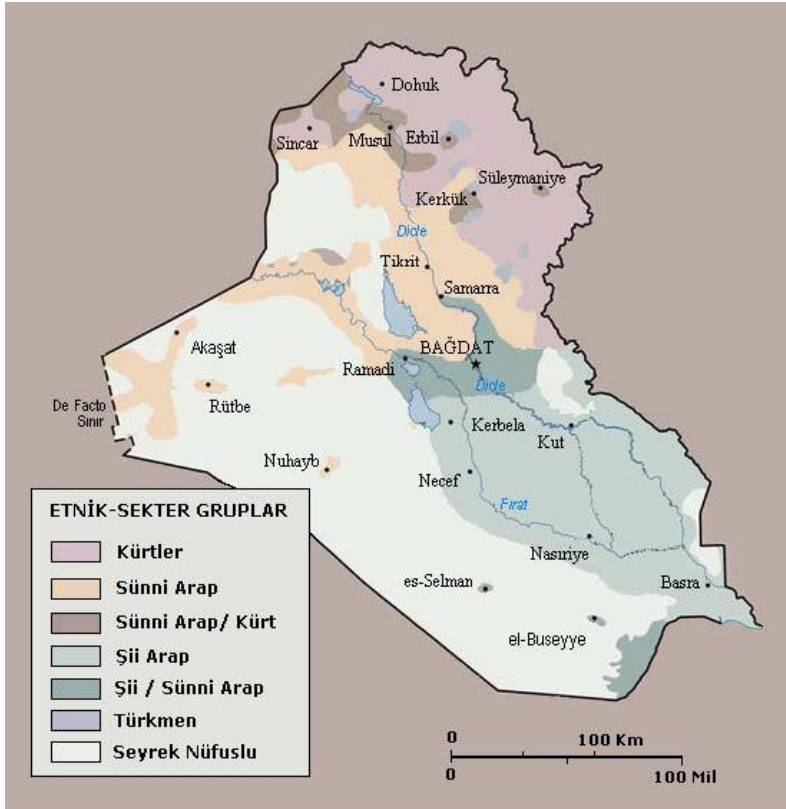 Dohuk
Sincar
Musul
Erbil
Süleymaniye
Kerkük
Dicle
Tikrit
Samarra
BAĞDAT
Akaşat
Ramadi
Dicle
Rütbe
De Facto
Sınır
Kerbela
Kut
Nuhayb
Necef
Fırat
ETNİK-SEKTER GRUPLAR
Kürtler
Sünni Arap
Sünni Arap/ Kürt
Şii Arap
Şii / Sünni Arap
Türkmen
Seyrek Nüfuslu
Nasıriye
es-Selman
Basra
el-Buseyye
0 100 Km
0 100 Mil